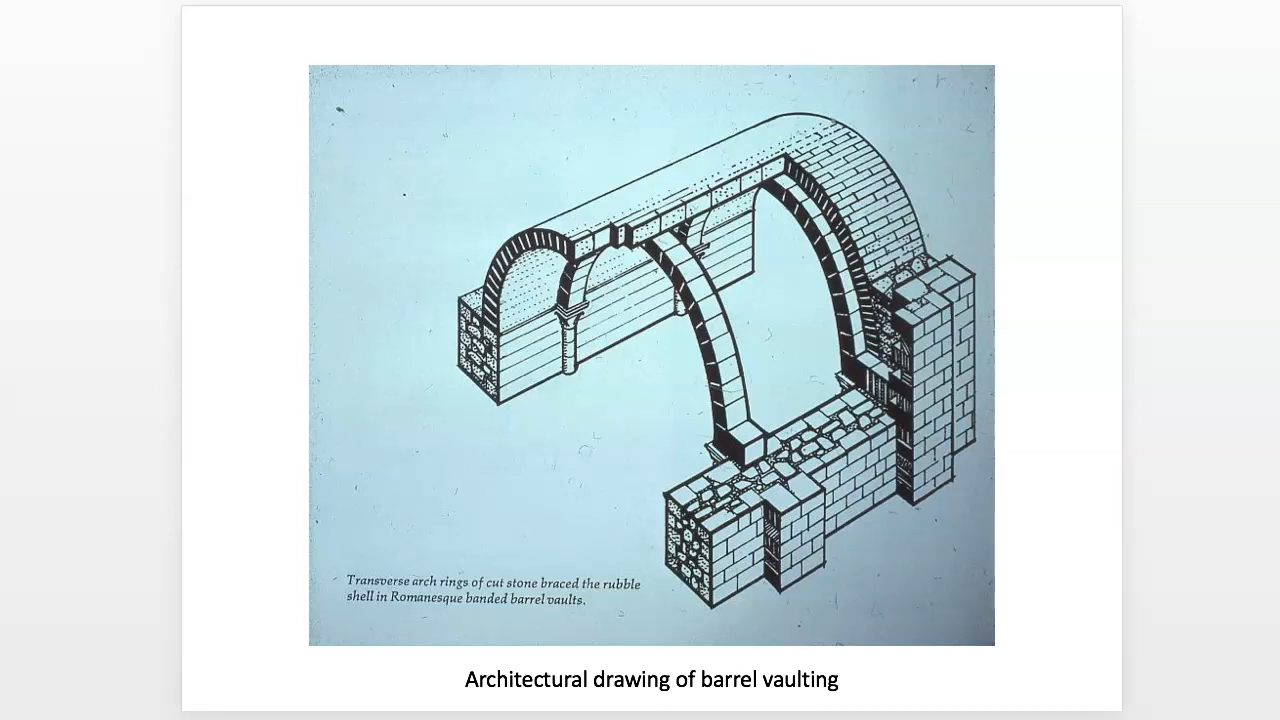 Transverse arch rings of cut stone braced the rubble
shell in Romanesque banded barrel vaults.
Architectural drawing of barrel vaulting